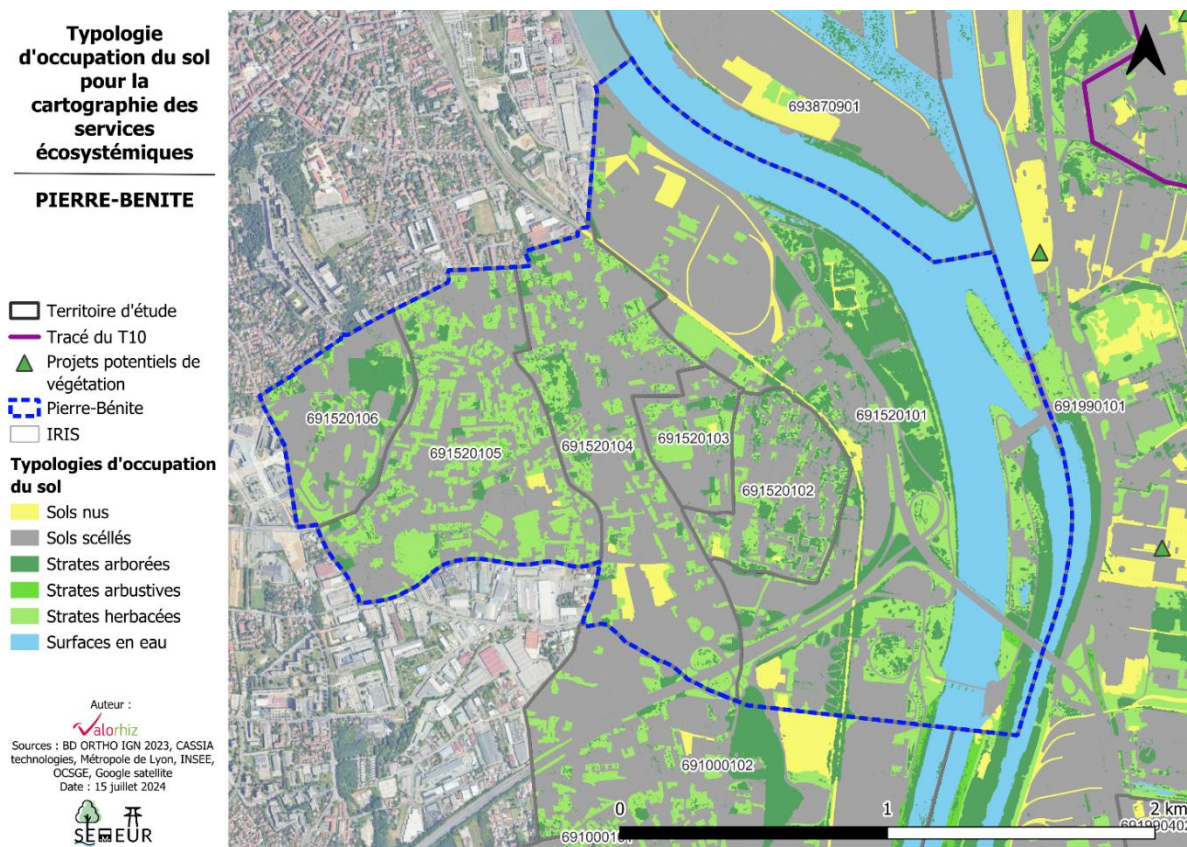 Typologie
d'occupation du sol
pour la
cartographie des
services
écosystémiques
PIERRE-BENITE
Territoire d'étude
Tracé du T10
Projets potentiels de
végétation
Pierre-Bénite
IRIS
Typologies d'occupation
du sol
Sols nus
Sols scéllés
Strates arborées
Strates arbustives
Strates herbacées
Surfaces en eau
Auteur :
Valorhiz
Sources : BD ORTHO IGN 2023, CASSIA
technologies, Métropole de Lyon, INSEE,
OCSGE, Google satellite
Date : 15 juillet 2024
693870901
691520106
691520105
691520104
691520103
691520102
691520101
691990101
691000102
0
1
2 km